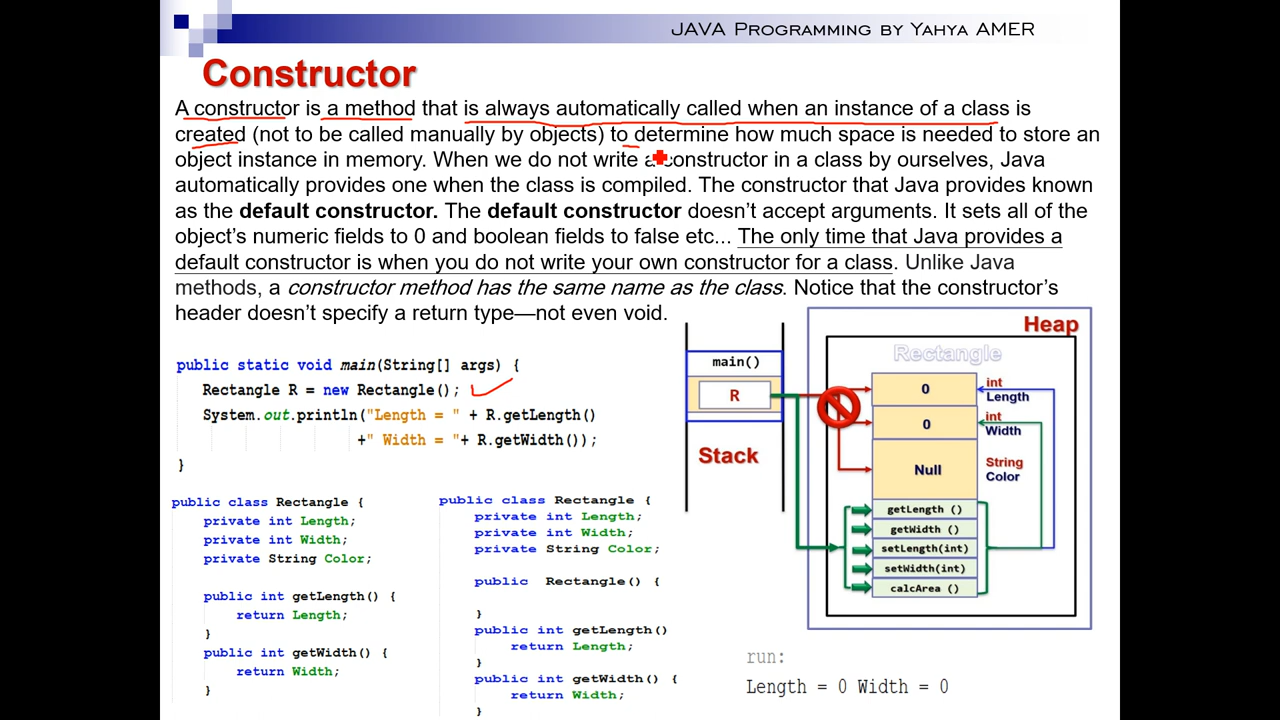 JAVA PROGRAMMING BY YAHYA AMER
Constructor
A constructor is a method that is always automatically called when an instance of a class is
created (not to be called manually by objects) to determine how much space is needed to store an
object instance in memory. When we do not write a constructor in a class by ourselves, Java
automatically provides one when the class is compiled. The constructor that Java provides known
as the default constructor. The default constructor doesn't accept arguments. It sets all of the
object's numeric fields to 0 and boolean fields to false etc... The only time that Java provides a
default constructor is when you do not write your own constructor for a class. Unlike Java
methods, a constructor method has the same name as the class. Notice that the constructor's
header doesn't specify a return type—not even void.
public static void main(String[] args) {
Rectangle R = new Rectangle();
System.out.println("Length = " + R.getLength()
+" Width = "+ R.getWidth());
}
public class Rectangle {
private int Length;
private int Width;
private String Color;
public int getLength() {
return Length;
}
public int getWidth() {
return Width;
}
public class Rectangle {
private int Length;
private int Width;
private String Color;
public Rectangle() {
}
public int getLength()
return Length;
}
public int getWidth() {
return Width;
}
main()
R
Stack
Heap
Rectangle
0
int
Length
0
int
Width
Null
String
Color
getLength ()
getWidth ()
setLength(int)
setWidth(int)
calcArea ()
run:
Length = 0 Width = 0